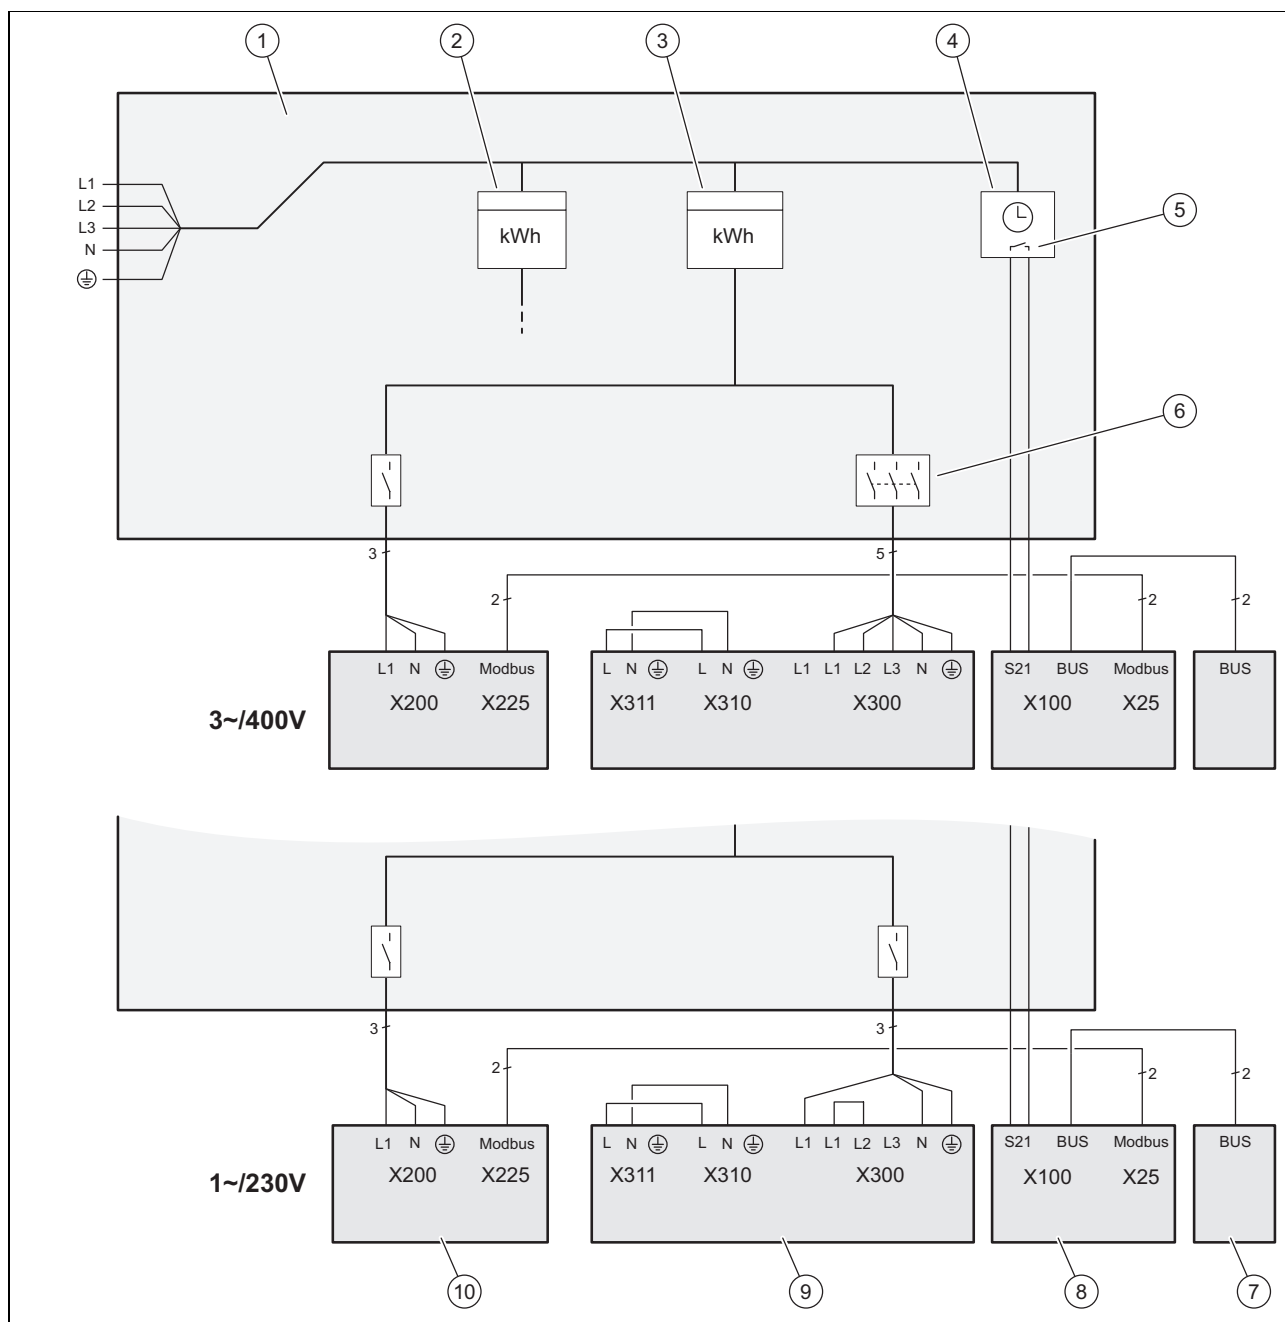 1 2 3 4
L1
L2
L3
N
kWh kWh
5
6
3 5
2 2 2
L1 N Modbus L N L N L1 L1 L2 L3 N S21 BUS Modbus BUS
X200 X225 X311 X310 X300 X100 X25
3~/400V
3 3
2 2 2
L1 N Modbus L N L N L1 L1 L2 L3 N S21 BUS Modbus BUS
X200 X225 X311 X310 X300 X100 X25
1~/230V
10 9 8 7